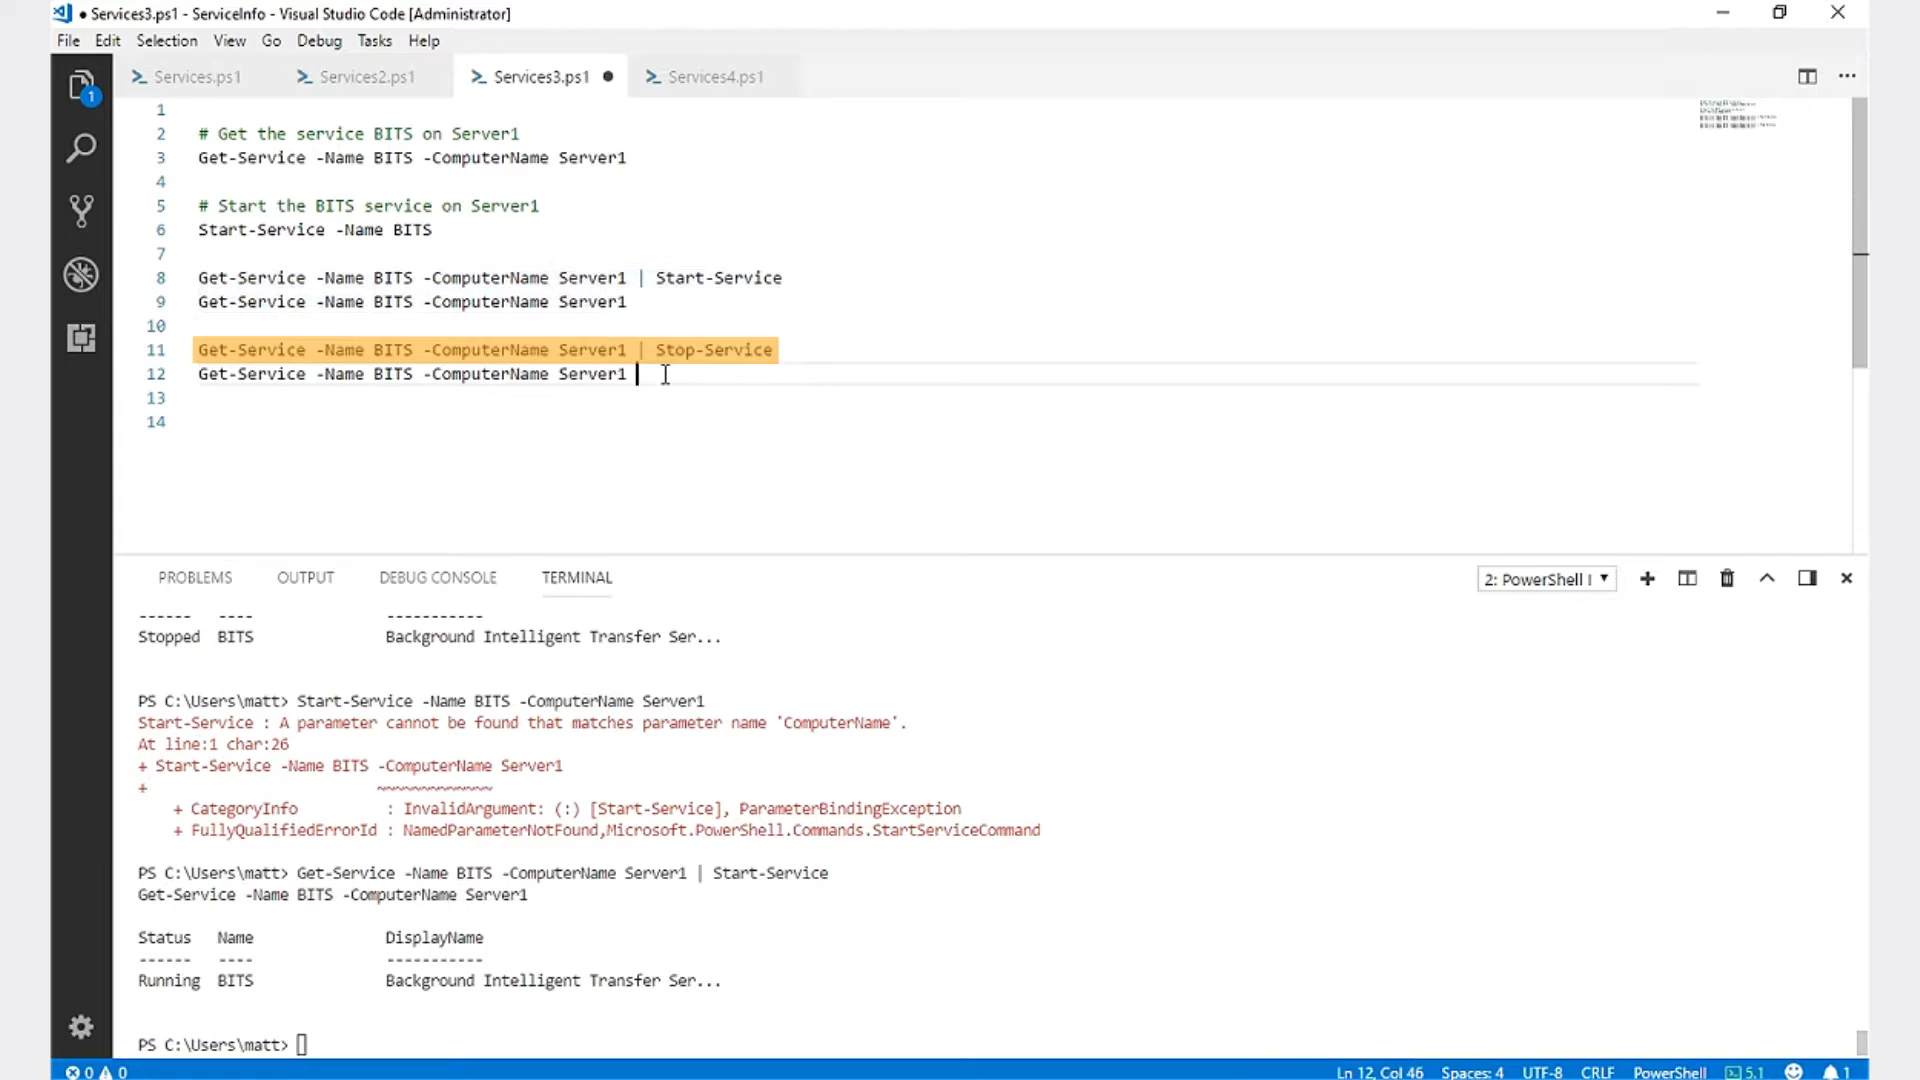 ● Services3.ps1 - ServiceInfo - Visual Studio Code [Administrator]
File Edit Selection View Go Debug Tasks Help
Services.ps1 Services2.ps1 Services3.ps1 ● Services4.ps1 ...
1
1
2 # Get the service BITS on Server1
3 Get-Service -Name BITS -ComputerName Server1
4
5 # Start the BITS service on Server1
6 Start-Service -Name BITS
7
8 Get-Service -Name BITS -ComputerName Server1 | Start-Service
9 Get-Service -Name BITS -ComputerName Server1
10
11 Get-Service -Name BITS -ComputerName Server1 | Stop-Service
12 Get-Service -Name BITS -ComputerName Server1
13
14
PROBLEMS OUTPUT DEBUG CONSOLE TERMINAL 2: PowerShell I
------ ---- -----------
Stopped BITS Background Intelligent Transfer Ser...
PS C:\Users\matt> Start-Service -Name BITS -ComputerName Server1
Start-Service : A parameter cannot be found that matches parameter name 'ComputerName'.
At line:1 char:26
+ Start-Service -Name BITS -ComputerName Server1
+ ~~~~~~~~~~~~~
+ CategoryInfo : InvalidArgument: (:) [Start-Service], ParameterBindingException
+ FullyQualifiedErrorId : NamedParameterNotFound,Microsoft.PowerShell.Commands.StartServiceCommand
PS C:\Users\matt> Get-Service -Name BITS -ComputerName Server1 | Start-Service
Get-Service -Name BITS -ComputerName Server1
Status Name DisplayName
------ ---- -----------
Running BITS Background Intelligent Transfer Ser...
PS C:\Users\matt>
0 0 Ln 12, Col 46 Spaces: 4 UTF-8 CRLF PowerShell 5.1 1